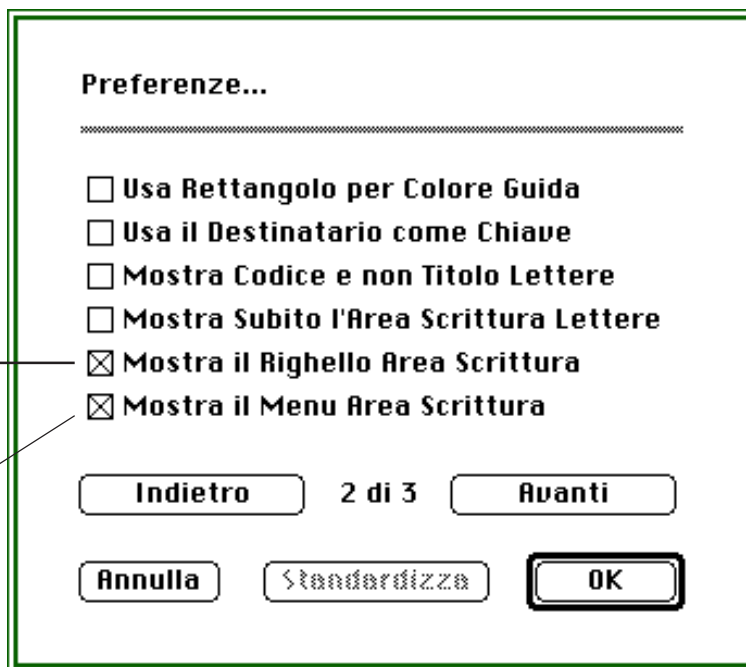 Preferenze...
Usa Rettangolo per Colore Guida
Usa il Destinatario come Chiave
Mostra Codice e non Titolo Lettere
Mostra Subito l'Area Scrittura Lettere
Mostra il Righello Area Scrittura
Mostra il Menu Area Scrittura
Indietro 2 di 3 Avanti
Annulla Standardizza OK